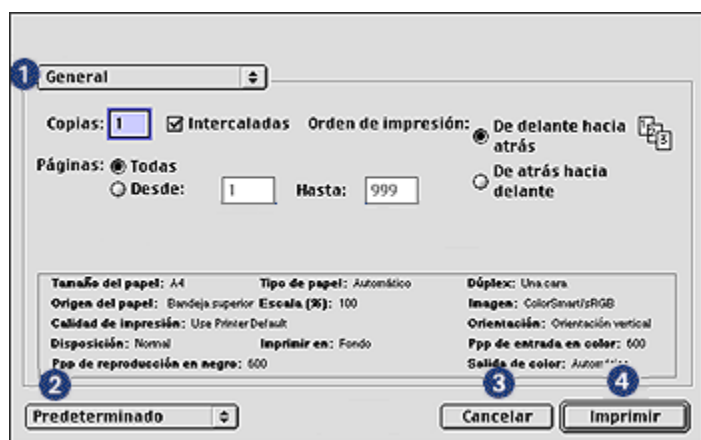 1 General
Copias: 1 Intercaladas Orden de impresión: De delante hacia atrás 1 2 3
Páginas: Todas De atrás hacia delante
Desde: 1 Hasta: 999
Tamaño del papel: A4 Tipo de papel: Automático Dúplex: Una cara
Origen del papel: Bandeja superior Escala (%): 100 Imagen: ColorSmart/sRGB
Calidad de impresión: Use Printer Default Orientación: Orientación vertical
Disposición: Normal Imprimir en: Fondo Ppp de entrada en color: 600
Ppp de reproducción en negro: 600 Salida de color:
2 3 4
Predeterminado Cancelar Imprimir